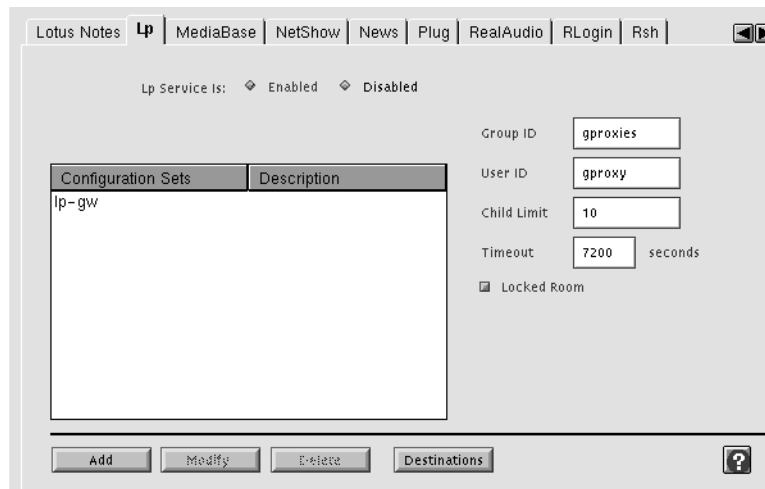 Lotus Notes Lp MediaBase NetShow News Plug RealAudio RLogin Rsh
Lp Service Is: Enabled Disabled
Group ID gproxies
User ID gproxy
Child Limit 10
Timeout 7200 seconds
Locked Room
Configuration Sets Description
lp-gw
Add Modify Delete Destinations ?